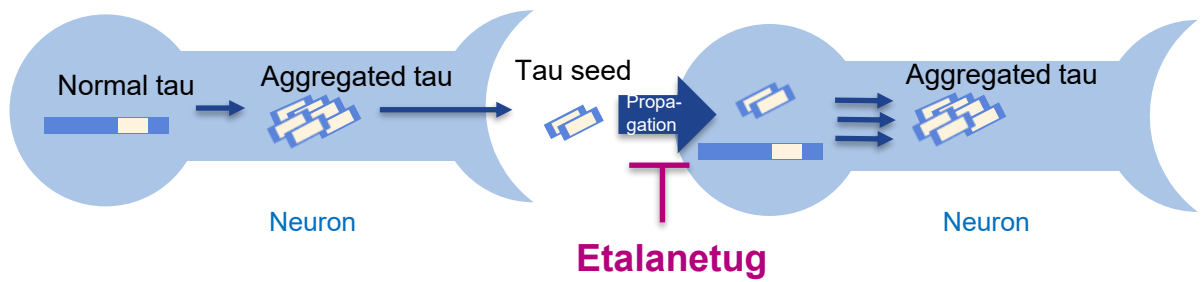 Normal tau
Aggregated tau
Tau seed
Propa-
gation
Aggregated tau
Neuron
Neuron
Etalanetug